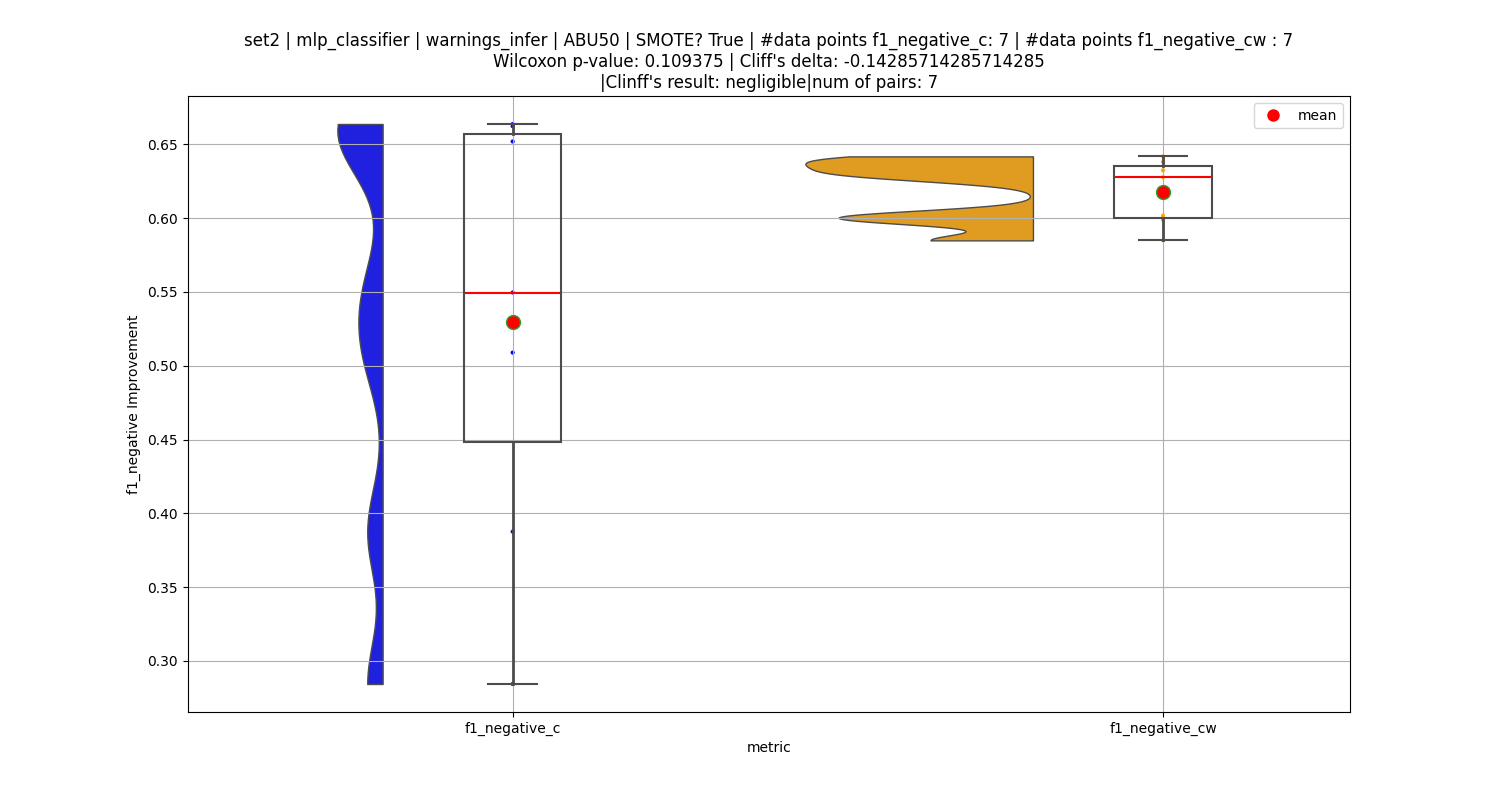 set2 | mlp_classifier | warnings_infer | ABU50 | SMOTE? True | #data points f1_negative_c: 7 | #data points f1_negative_cw : 7
Wilcoxon p-value: 0.109375 | Cliff's delta: -0.14285714285714285
|Clinff's result: negligible|num of pairs: 7
mean
0.65
0.60
0.55
0.50
0.45
0.40
0.35
0.30
f1_negative Improvement
f1_negative_c
f1_negative_cw
metric